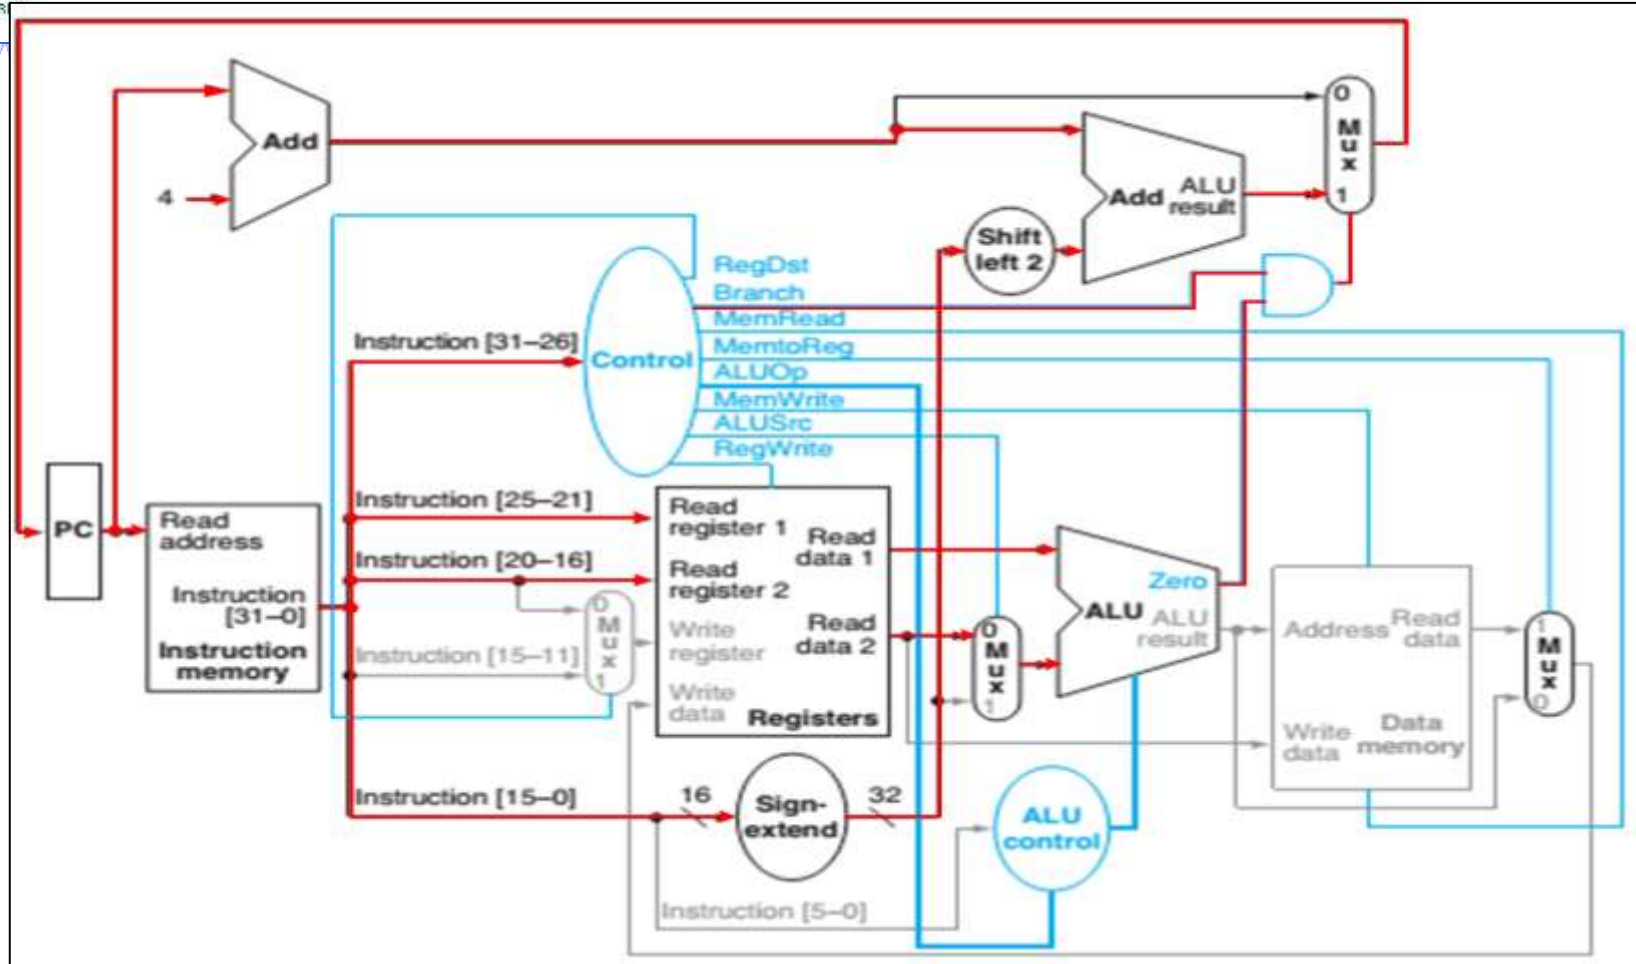 Add
4
0
M
u
x
1
Add
ALU
result
Shift
left 2
RegDst
Branch
MemRead
MemtoReg
ALUOp
MemWrite
ALUSrc
RegWrite
Instruction [31–26]
Control
PC
Read
address
Instruction
[31–0]
Instruction
memory
Instruction [25–21]
Instruction [20–16]
Instruction [15–11]
0
M
u
x
1
Read
register 1
Read
register 2
Write
register
Write
data
Read
data 1
Read
data 2
Registers
0
M
u
x
1
Zero
ALU
ALU
result
Address
Read
data
Write
data
Data
memory
1
M
u
x
0
Instruction [15–0]
16
Sign-
extend
32
ALU
control
Instruction [5–0]